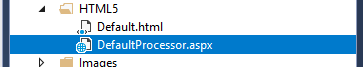 HTML5
Default.html
DefaultProcessor.aspx
Images